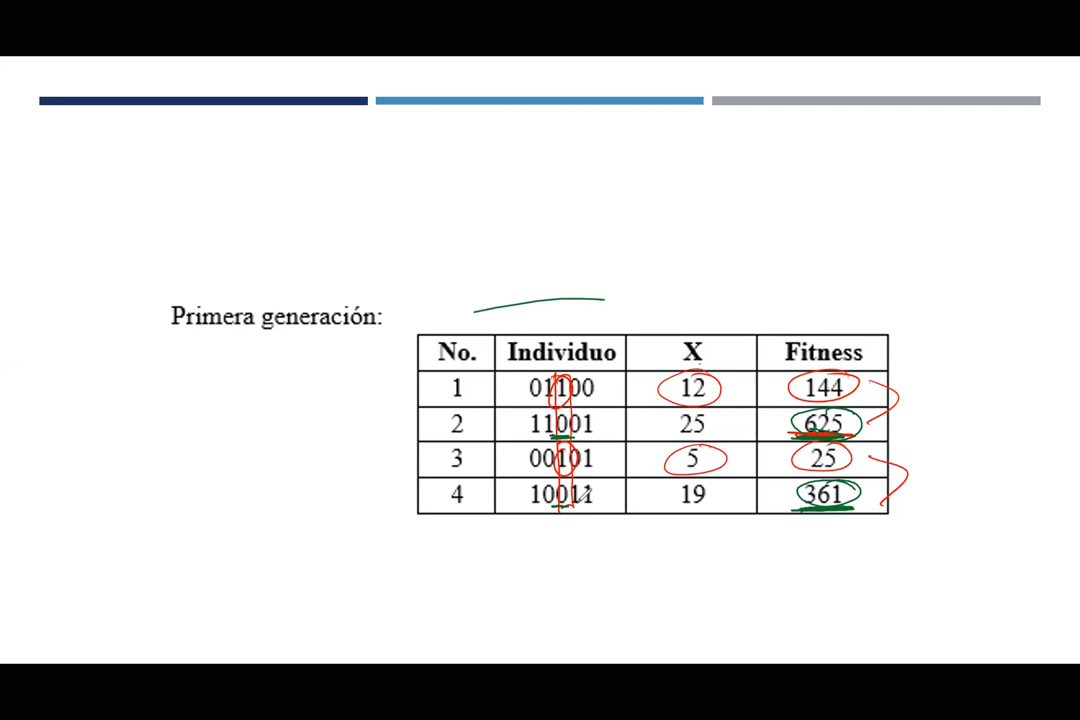 Primera generación:
No. Individuo X Fitness
1 01100 12 144
2 11001 25 625
3 00101 5 25
4 10011 19 361